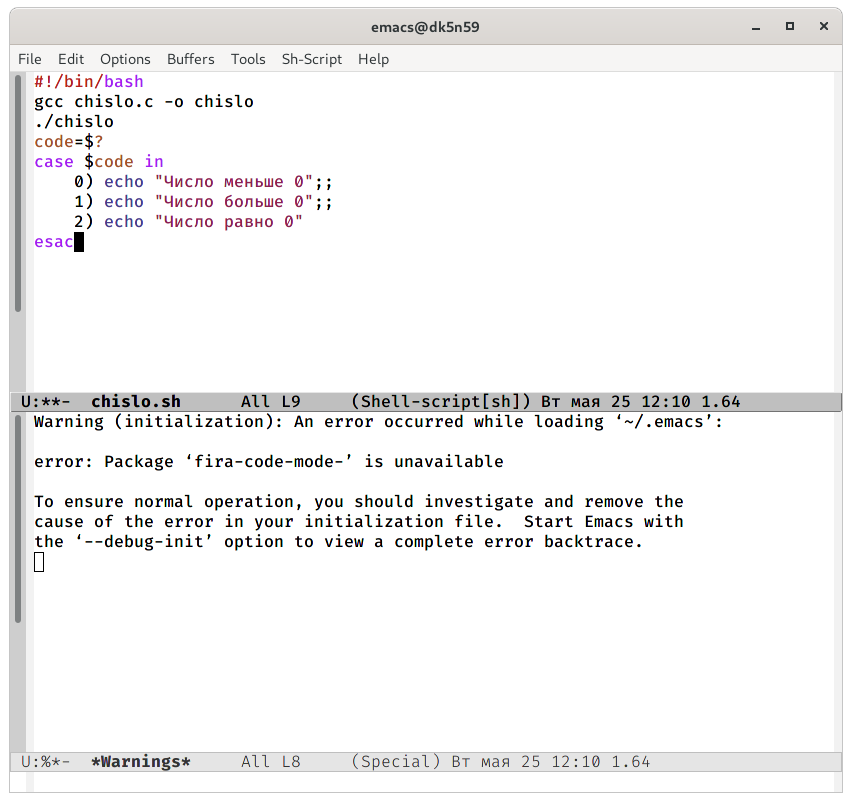 emacs@dk5n59
File Edit Options Buffers Tools Sh-Script Help
#!/bin/bash
gcc chislo.c -o chislo
./chislo
code=$?
case $code in
    0) echo "Число меньше 0";;
    1) echo "Число больше 0";;
    2) echo "Число равно 0"
esac
U:**-  chislo.sh      All L9     (Shell-script[sh]) Вт мая 25 12:10 1.64
Warning (initialization): An error occurred while loading ‘~/.emacs’:
error: Package ‘fira-code-mode-’ is unavailable
To ensure normal operation, you should investigate and remove the
cause of the error in your initialization file.  Start Emacs with
the ‘--debug-init’ option to view a complete error backtrace.
U:%*-  *Warnings*     All L8     (Special) Вт мая 25 12:10 1.64